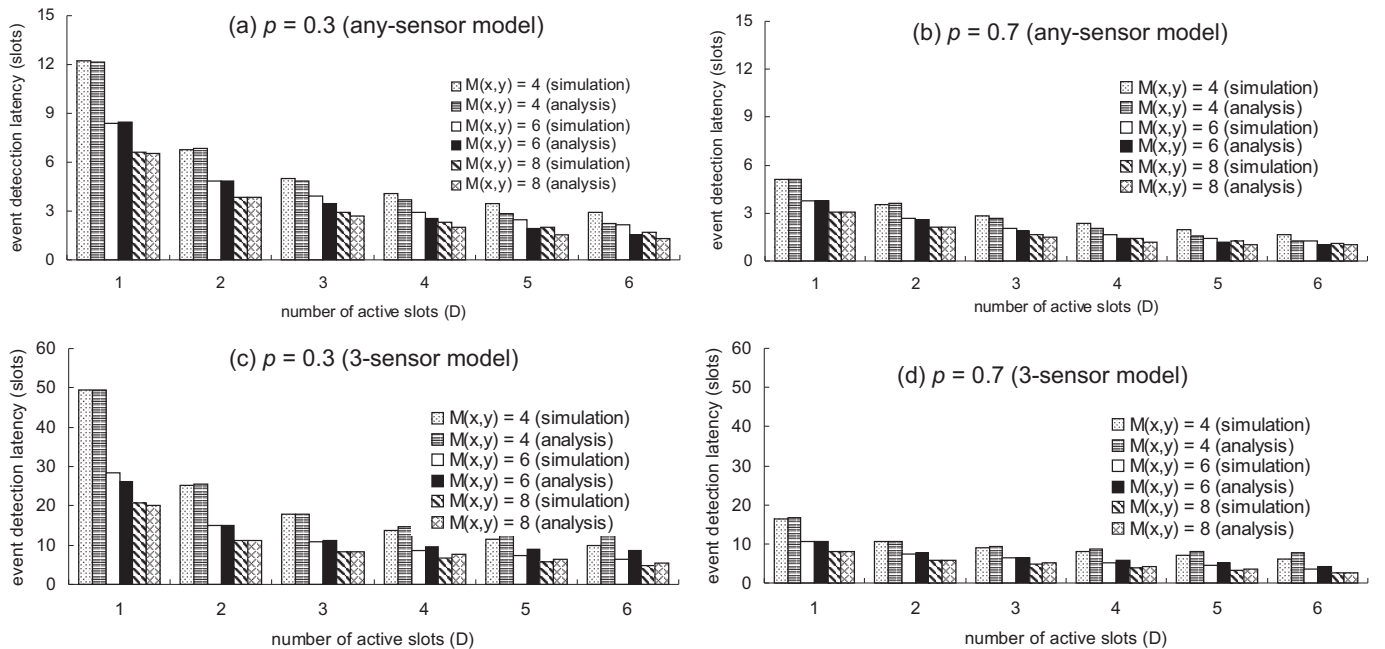 (a) p = 0.3 (any-sensor model)
event detection latency (slots)
15
12
9
6
3
0
M(x,y) = 4 (simulation)
M(x,y) = 4 (analysis)
M(x,y) = 6 (simulation)
M(x,y) = 6 (analysis)
M(x,y) = 8 (simulation)
M(x,y) = 8 (analysis)
1 2 3 4 5 6
number of active slots (D)
(b) p = 0.7 (any-sensor model)
event detection latency (slots)
15
12
9
6
3
0
M(x,y) = 4 (simulation)
M(x,y) = 4 (analysis)
M(x,y) = 6 (simulation)
M(x,y) = 6 (analysis)
M(x,y) = 8 (simulation)
M(x,y) = 8 (analysis)
1 2 3 4 5 6
number of active slots (D)
(c) p = 0.3 (3-sensor model)
event detection latency (slots)
60
50
40
30
20
10
0
M(x,y) = 4 (simulation)
M(x,y) = 4 (analysis)
M(x,y) = 6 (simulation)
M(x,y) = 6 (analysis)
M(x,y) = 8 (simulation)
M(x,y) = 8 (analysis)
1 2 3 4 5 6
number of active slots (D)
(d) p = 0.7 (3-sensor model)
event detection latency (slots)
60
50
40
30
20
10
0
M(x,y) = 4 (simulation)
M(x,y) = 4 (analysis)
M(x,y) = 6 (simulation)
M(x,y) = 6 (analysis)
M(x,y) = 8 (simulation)
M(x,y) = 8 (analysis)
1 2 3 4 5 6
number of active slots (D)